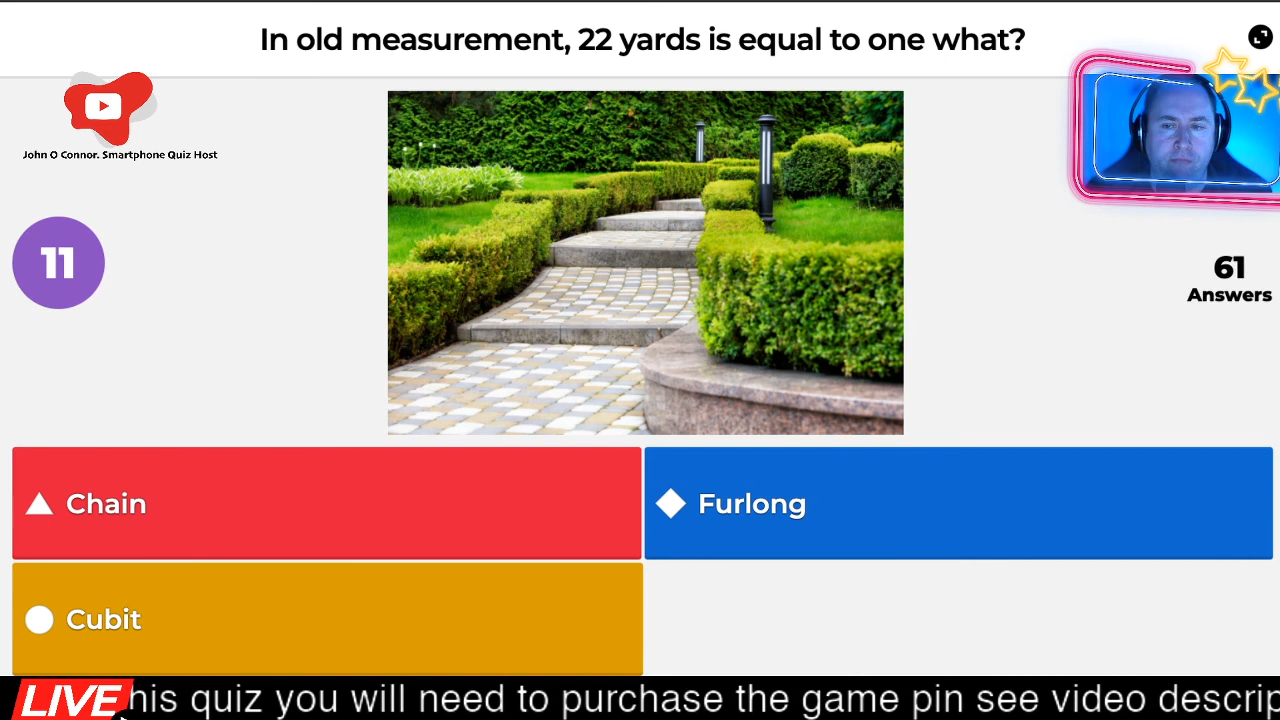 In old measurement, 22 yards is equal to one what?
John O Connor. Smartphone Quiz Host
11
61
Answers
Chain
Furlong
Cubit
LIVE
his quiz you will need to purchase the game pin see video descrip